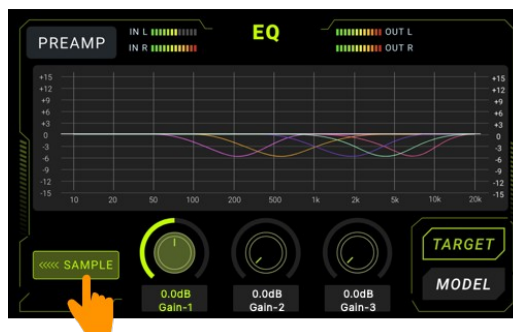 PREAMP
IN L
IN R
EQ
OUT L
OUT R
+15 +15
+12 +12
+9 +9
+6 +6
+3 +3
0 0
-3 -3
-6 -6
-9 -9
-12 -12
-15 -15
10 20 50 100 200 500 1k 2k 5k 10k 20k
<<<<< SAMPLE
0.0dB
Gain-1
0.0dB
Gain-2
0.0dB
Gain-3
TARGET
MODEL